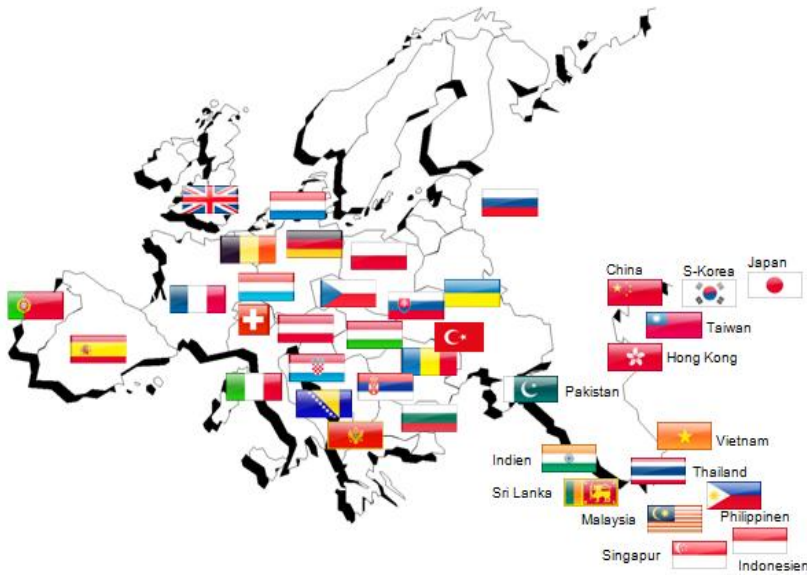 China
S-Korea
Japan
Taiwan
Hong Kong
Pakistan
Vietnam
Indien
Thailand
Sri Lanka
Malaysia
Philippinen
Singapur
Indonesien